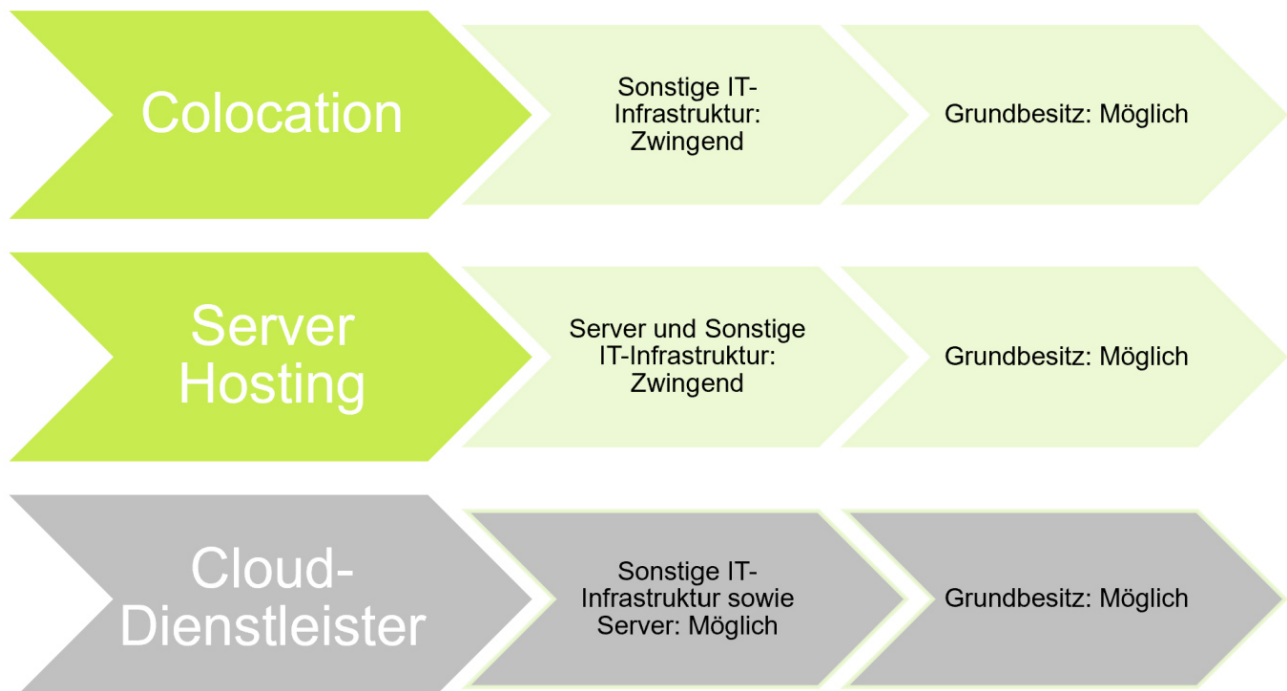 Colocation
Sonstige IT-
Infrastruktur:
Zwingend
Grundbesitz: Möglich
Server
Hosting
Server und Sonstige
IT-Infrastruktur:
Zwingend
Grundbesitz: Möglich
Cloud-
Dienstleister
Sonstige IT-
Infrastruktur sowie
Server: Möglich
Grundbesitz: Möglich